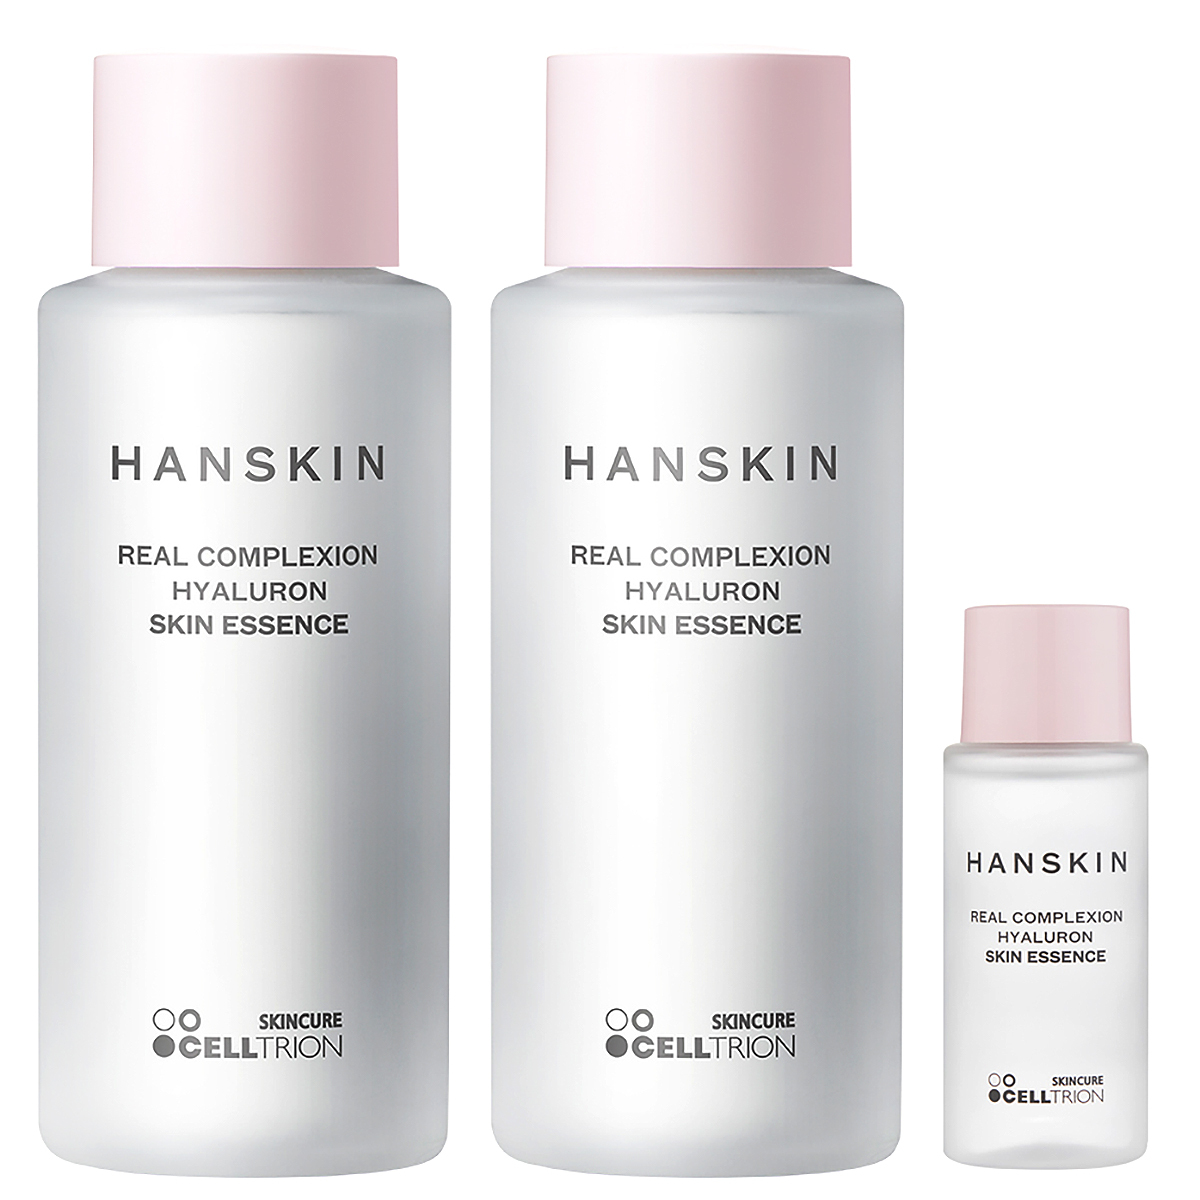 HANSKIN
REAL COMPLEXION
HYALURON
SKIN ESSENCE
SKINCURE
CELLTRION
HANSKIN
REAL COMPLEXION
HYALURON
SKIN ESSENCE
SKINCURE
CELLTRION
HANSKIN
REAL COMPLEXION
HYALURON
SKIN ESSENCE
SKINCURE
CELLTRION